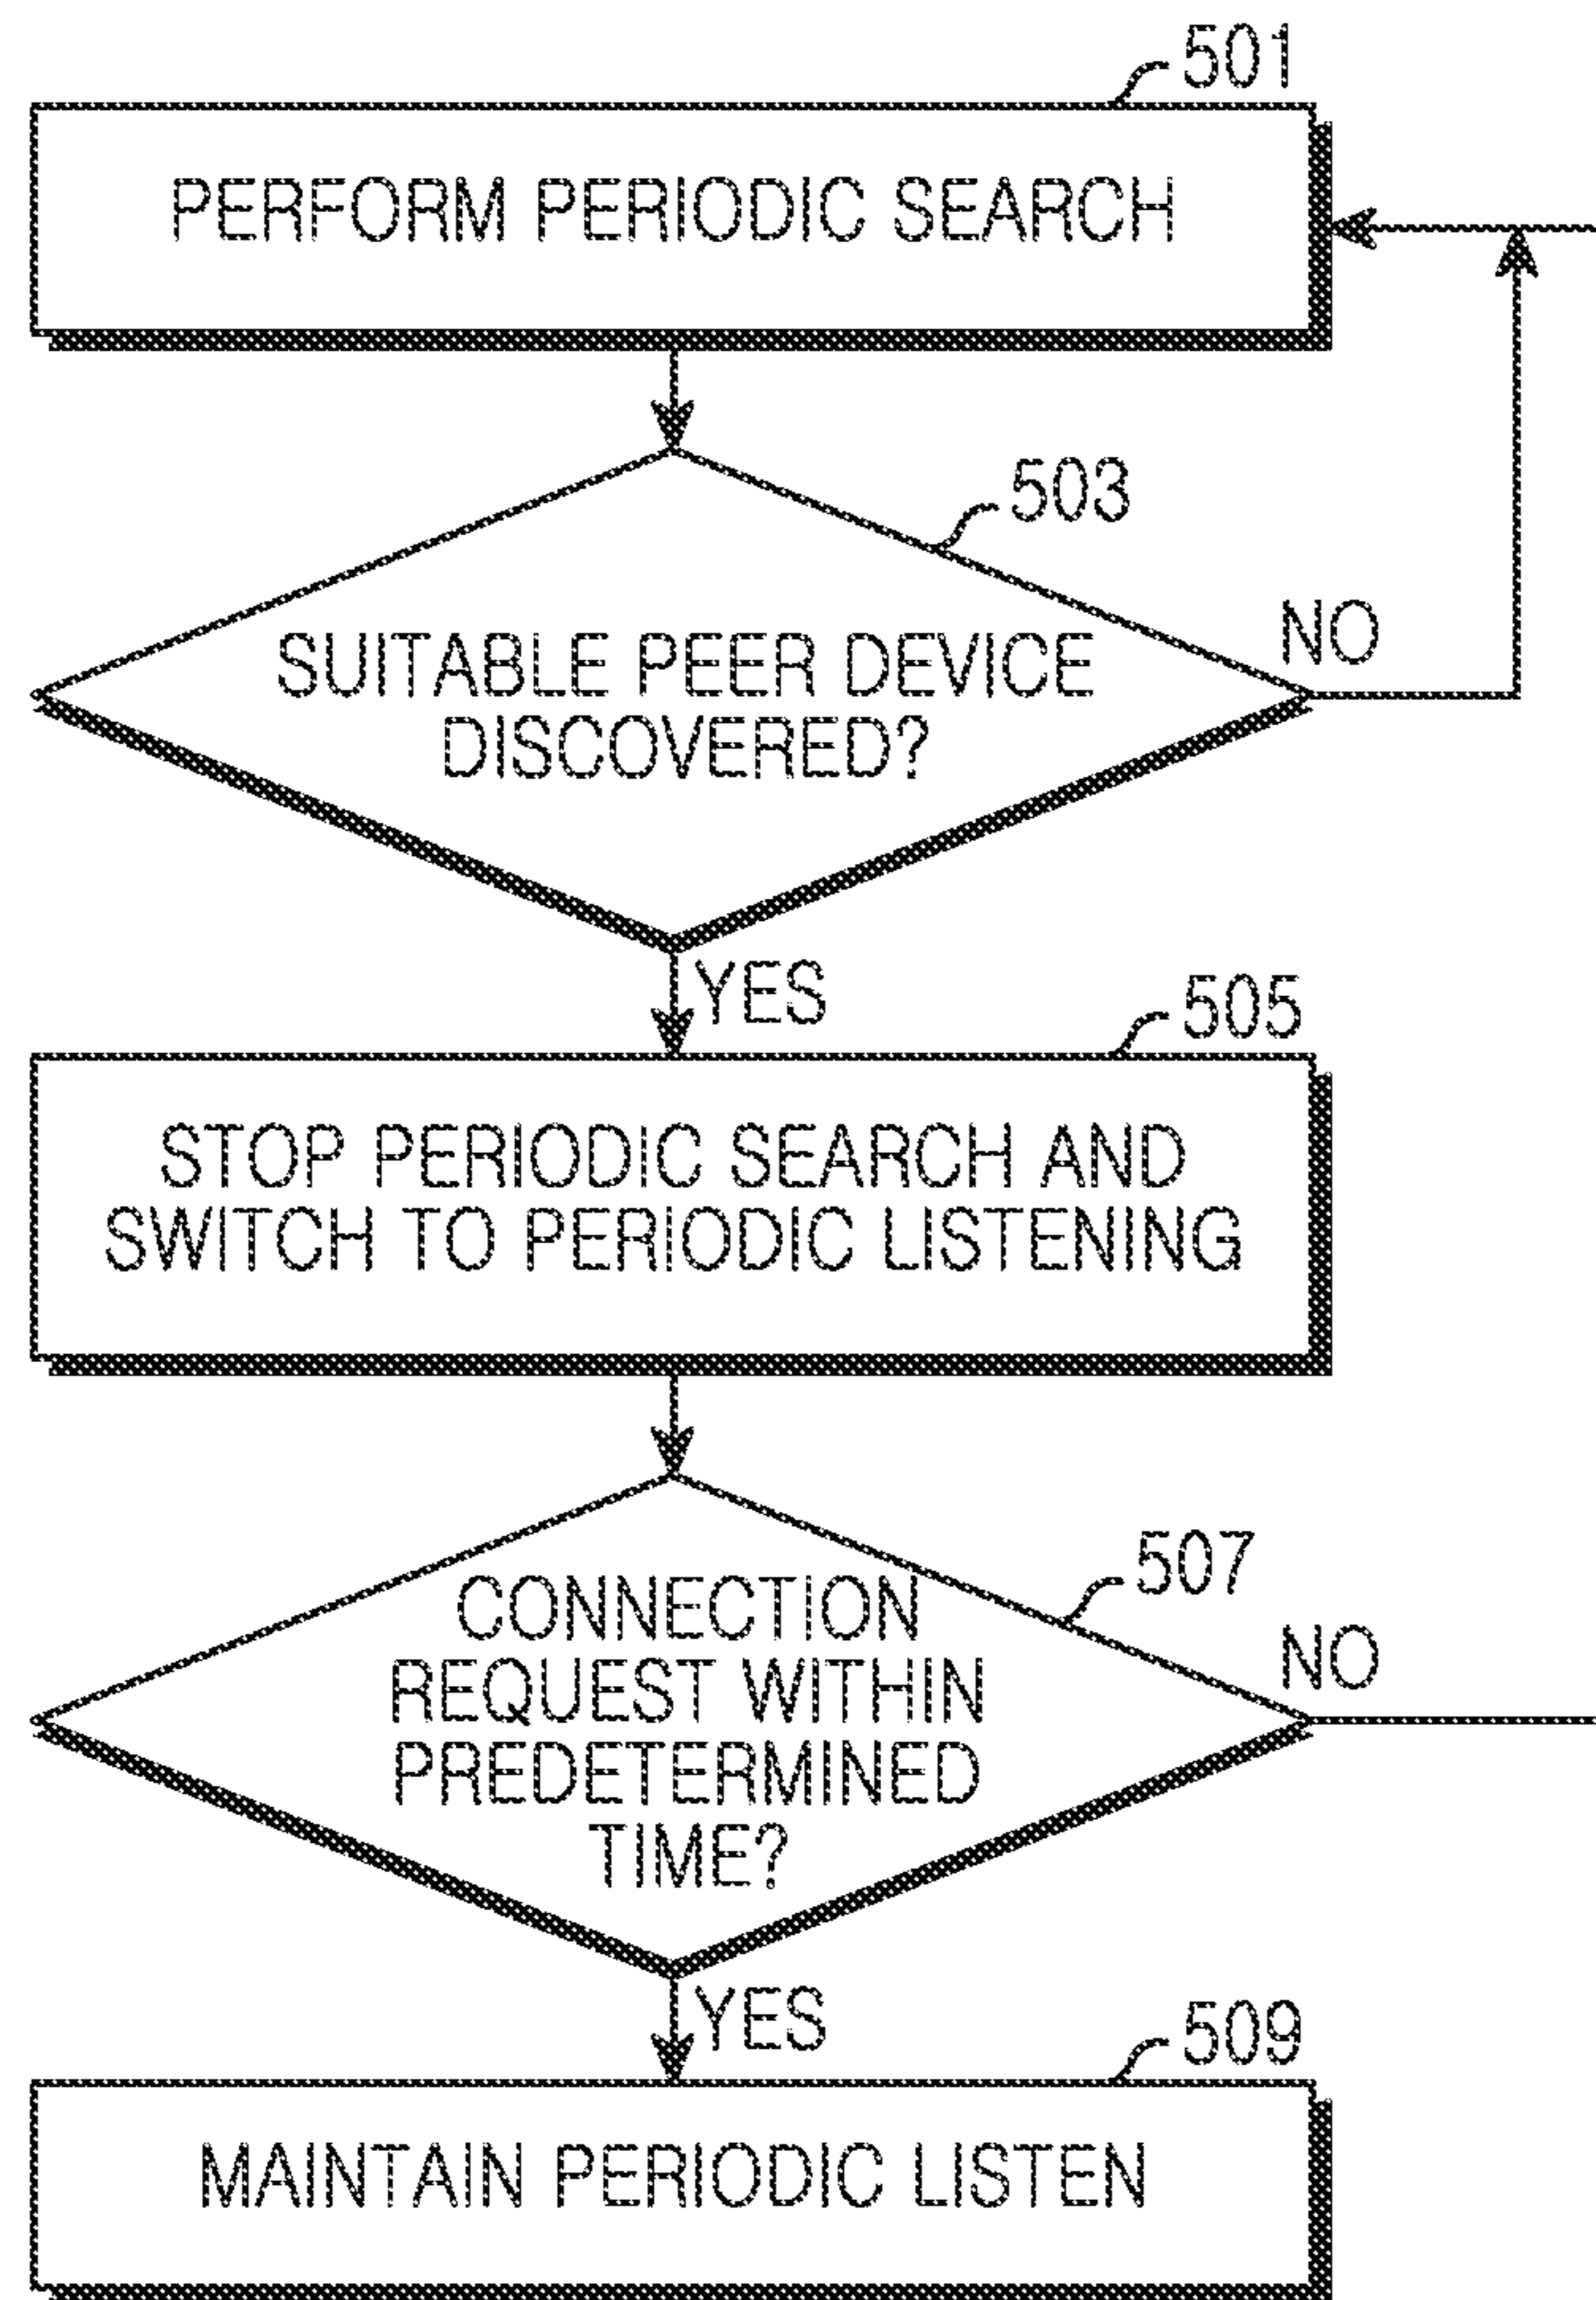 501
PERFORM PERIODIC SEARCH
503
SUITABLE PEER DEVICE
DISCOVERED?
NO
YES
505
STOP PERIODIC SEARCH AND
SWITCH TO PERIODIC LISTENING
507
CONNECTION
REQUEST WITHIN
PREDETERMINED
TIME?
NO
YES
509
MAINTAIN PERIODIC LISTEN